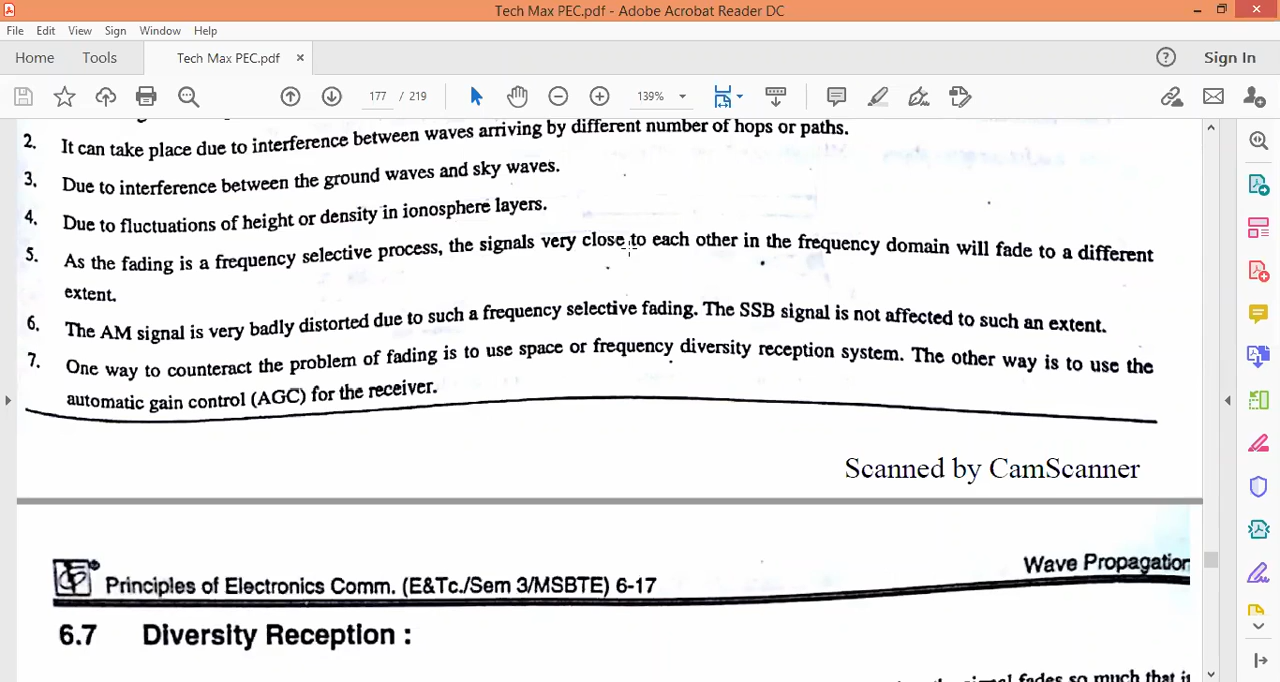 Tech Max PEC.pdf - Adobe Acrobat Reader DC
File Edit View Sign Window Help
Home Tools Tech Max PEC.pdf × ? Sign In
177 / 219 139%
2. It can take place due to interference between waves arriving by different number of hops or paths.
3. Due to interference between the ground waves and sky waves.
4. Due to fluctuations of height or density in ionosphere layers.
5. As the fading is a frequency selective process, the signals very close to each other in the frequency domain will fade to a different
extent.
6. The AM signal is very badly distorted due to such a frequency selective fading. The SSB signal is not affected to such an extent.
7. One way to counteract the problem of fading is to use space or frequency diversity reception system. The other way is to use the
automatic gain control (AGC) for the receiver.
Scanned by CamScanner
Principles of Electronics Comm. (E&Tc./Sem 3/MSBTE) 6-17
Wave Propagation
6.7 Diversity Reception :
signal fades so much that it